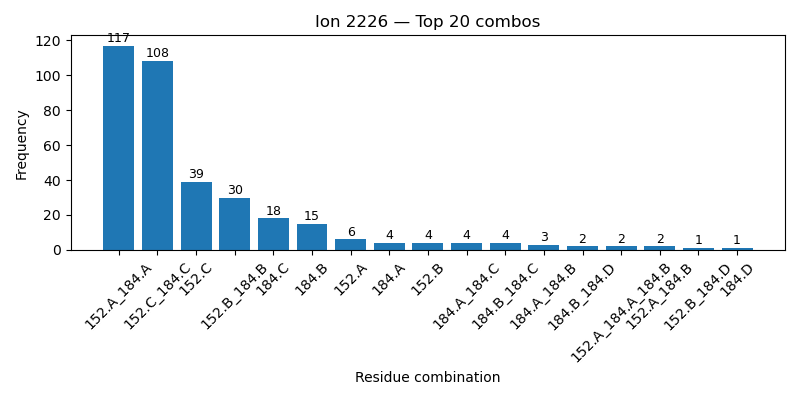 Ion 2226 — Top 20 combos
Frequency
120
100
80
60
40
20
0
117
108
39
30
18
15
6
4
4
4
4
3
2
2
2
1
1
152.A_184.A
152.C_184.C
152.C
152.B_184.B
184.C
184.B
152.A
184.A
152.B
184.A_184.C
184.B_184.C
184.A_184.B
184.B_184.D
152.A_184.A_184.B
152.A_184.B
152.B_184.D
184.D
Residue combination